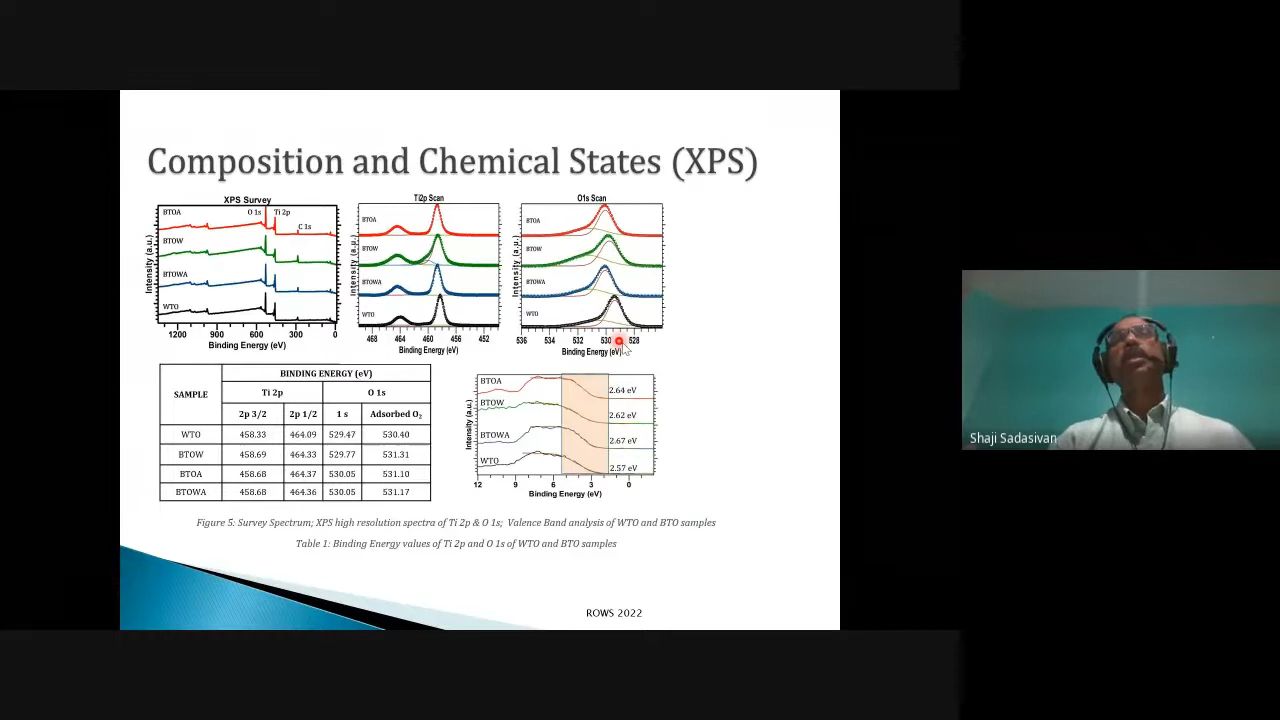 Composition and Chemical States (XPS)
XPS Survey
BTOA
O 1s
Ti 2p
C 1s
BTOW
BTOWA
WTO
Intensity (a.u.)
1200 900 600 300 0
Binding Energy (eV)
Ti2p Scan
BTOA
BTOW
BTOWA
WTO
Intensity (a.u.)
468 464 460 456 452
Binding Energy (eV)
O1s Scan
BTOA
BTOW
BTOWA
WTO
Intensity (a.u.)
536 534 532 530 528
Binding Energy (eV)
SAMPLE BINDING ENERGY (eV)
Ti 2p O 1s
2p 3/2 2p 1/2 1 s Adsorbed O₂
WTO 458.33 464.09 529.47 530.40
BTOW 458.69 464.33 529.77 531.31
BTOA 458.68 464.37 530.05 531.10
BTOWA 458.68 464.36 530.05 531.17
BTOA 2.64 eV
BTOW 2.62 eV
BTOWA 2.67 eV
WTO 2.57 eV
Intensity (a.u.)
12 9 6 3 0
Binding Energy (eV)
Figure 5: Survey Spectrum; XPS high resolution spectra of Ti 2p & O 1s; Valence Band analysis of WTO and BTO samples
Table 1: Binding Energy values of Ti 2p and O 1s of WTO and BTO samples
ROWS 2022
Shaji Sadasivan